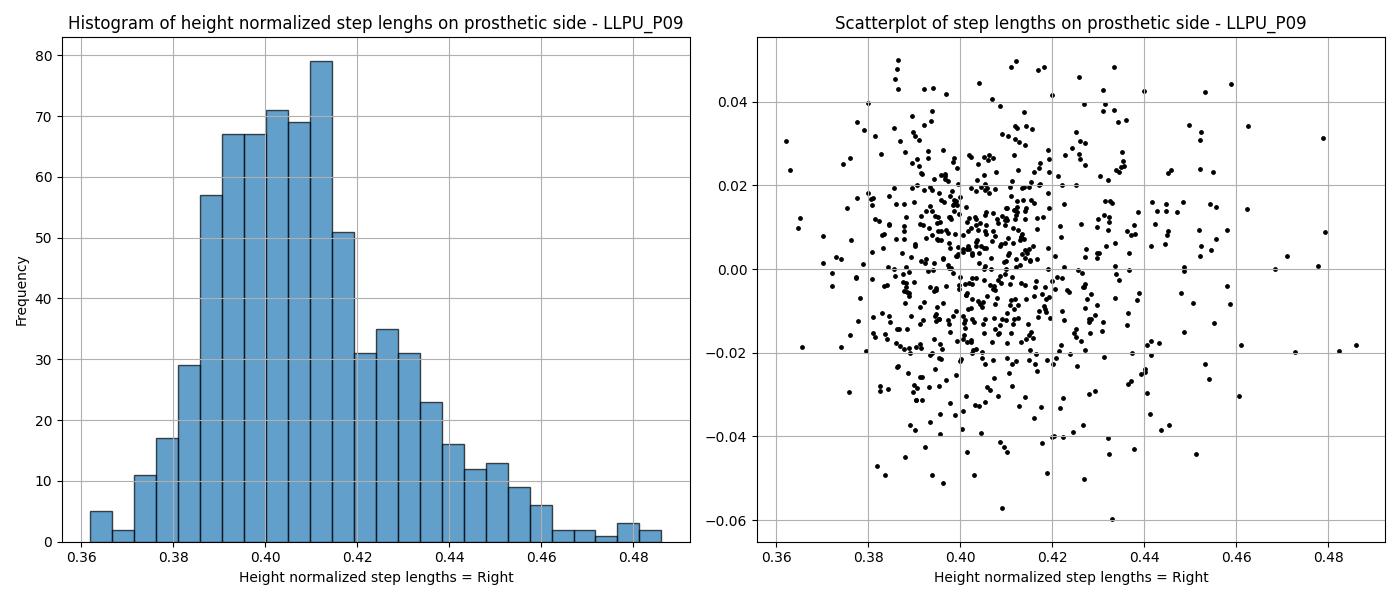 Histogram of height normalized step lenghs on prosthetic side - LLPU_P09
80
70
60
50
40
30
20
10
0
Frequency
0.36 0.38 0.40 0.42 0.44 0.46 0.48
Height normalized step lengths = Right
Scatterplot of step lengths on prosthetic side - LLPU_P09
0.04
0.02
0.00
−0.02
−0.04
−0.06
0.36 0.38 0.40 0.42 0.44 0.46 0.48
Height normalized step lengths = Right